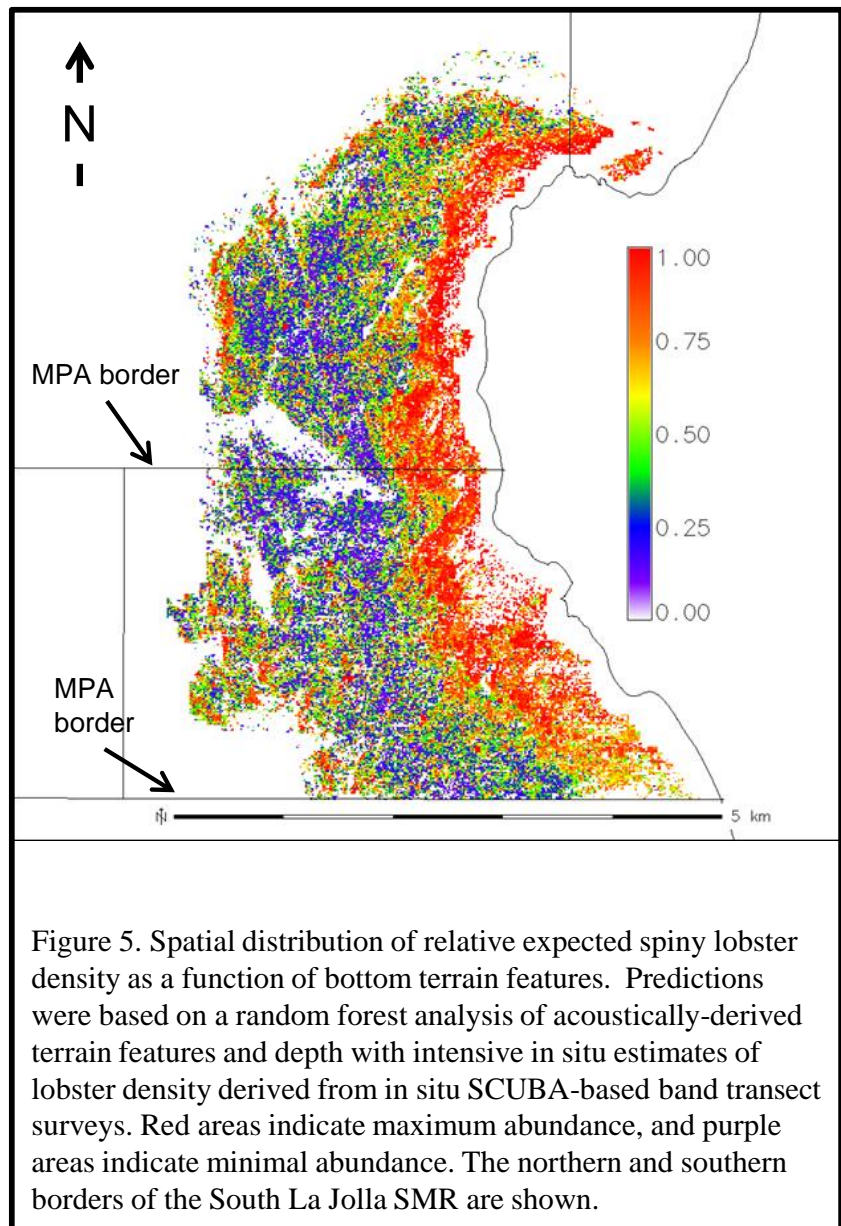 N
1.00
0.75
0.50
0.25
0.00
MPA border
MPA
border
N
5 km
Figure 5. Spatial distribution of relative expected spiny lobster
density as a function of bottom terrain features.  Predictions
were based on a random forest analysis of acoustically-derived
terrain features and depth with intensive in situ estimates of
lobster density derived from in situ SCUBA-based band transect
surveys. Red areas indicate maximum abundance, and purple
areas indicate minimal abundance. The northern and southern
borders of the South La Jolla SMR are shown.